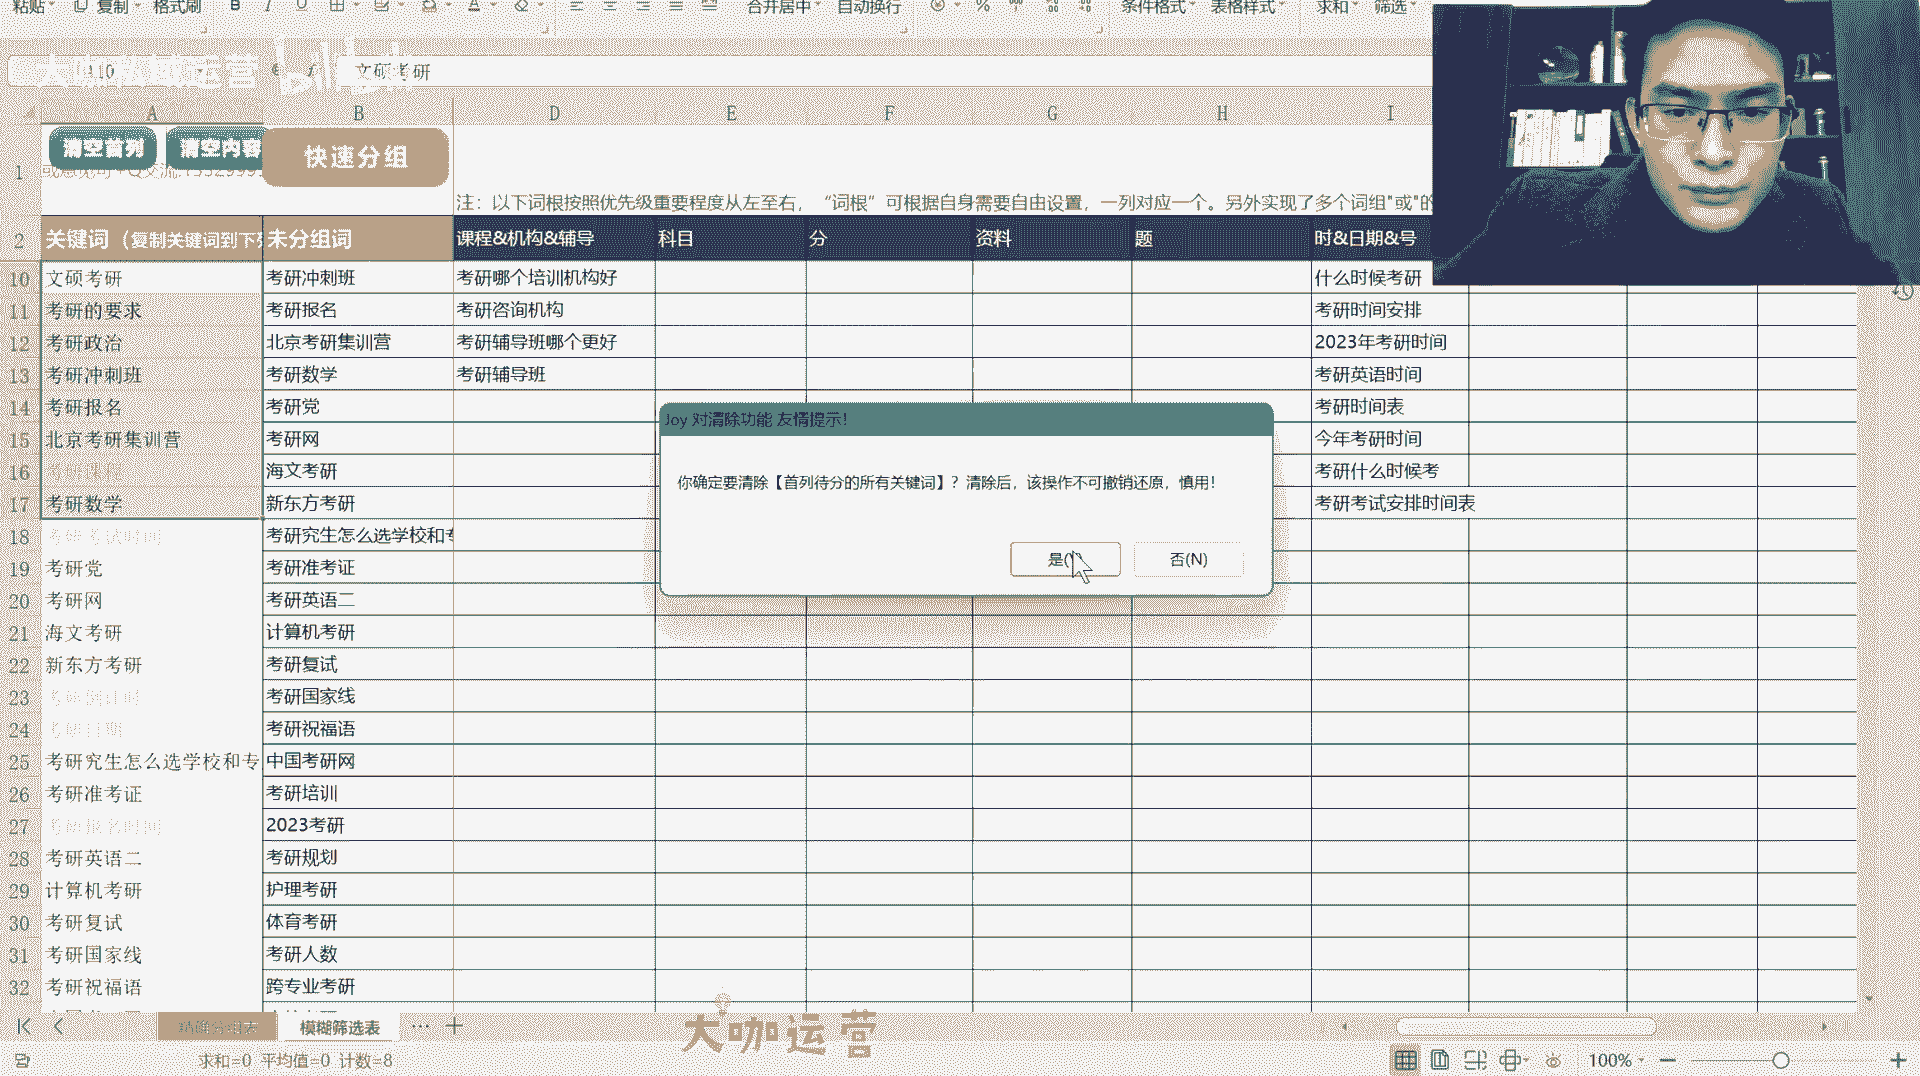 粘贴 复制 格式刷 B I U A 合并居中 自动换行 % 条件格式 表格样式 求和 筛选
文硕考研
bilibili
A B D E F G H I
清空首列 清空内容 快速分组
1
注：以下词根按照优先级重要程度从左至右，“词根”可根据自身需要自由设置，一列对应一个。另外实现了多个词组"或"的
2 关键词（复制关键词到下列 未分组词 课程&机构&辅导 科目 分 资料 题 时&日期&号
10 文硕考研 考研冲刺班 考研哪个培训机构好 什么时候考研
11 考研的要求 考研报名 考研咨询机构 考研时间安排
12 考研政治 北京考研集训营 考研辅导班哪个更好 2023年考研时间
13 考研冲刺班 考研数学 考研辅导班 考研英语时间
14 考研报名 考研党 考研时间表
15 北京考研集训营 考研网 今年考研时间
16 考研课程 海文考研 考研什么时候考
17 考研数学 新东方考研 考研考试安排时间表
18 考研考试时间 考研究生怎么选学校和专
19 考研党 考研准考证
20 考研网 考研英语二
21 海文考研 计算机考研
22 新东方考研 考研复试
23 考研国家线
24 考研日期 考研祝福语
25 考研究生怎么选学校和专 中国考研网
26 考研准考证 考研培训
27 考研报名时间 2023考研
28 考研英语二 考研规划
29 计算机考研 护理考研
30 考研复试 体育考研
31 考研国家线 考研人数
32 考研祝福语 跨专业考研
Joy 对清除功能 友情提示!
你确定要清除【首列待分的所有关键词】？清除后，该操作不可撤销还原，慎用！
是(Y) 否(N)
精确分组表 模糊筛选表 ··· +
大咖运营
求和=0 平均值=0 计数=8 100%